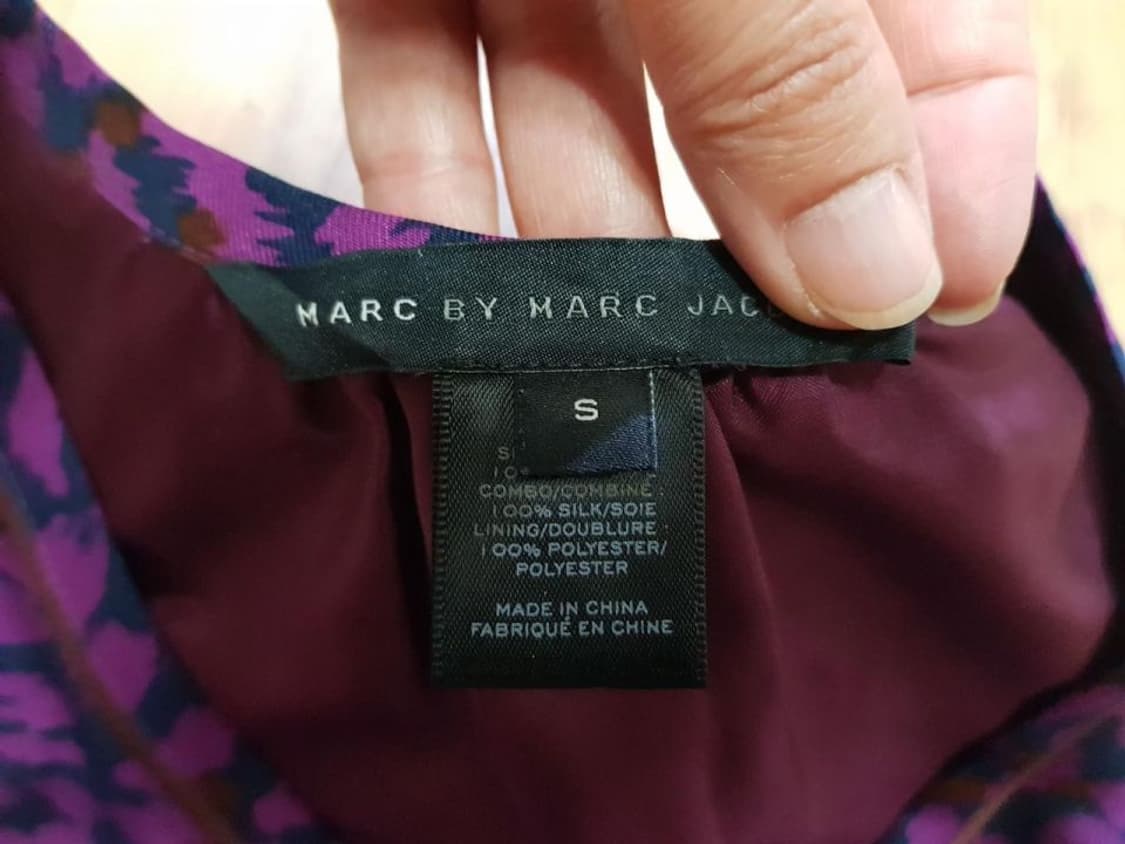 MARC BY MARC JAC
S
COMBO/COMBINE :
100% SILK/SOIE
LINING/DOUBLURE :
100% POLYESTER/
POLYESTER
MADE IN CHINA
FABRIQUÉ EN CHINE